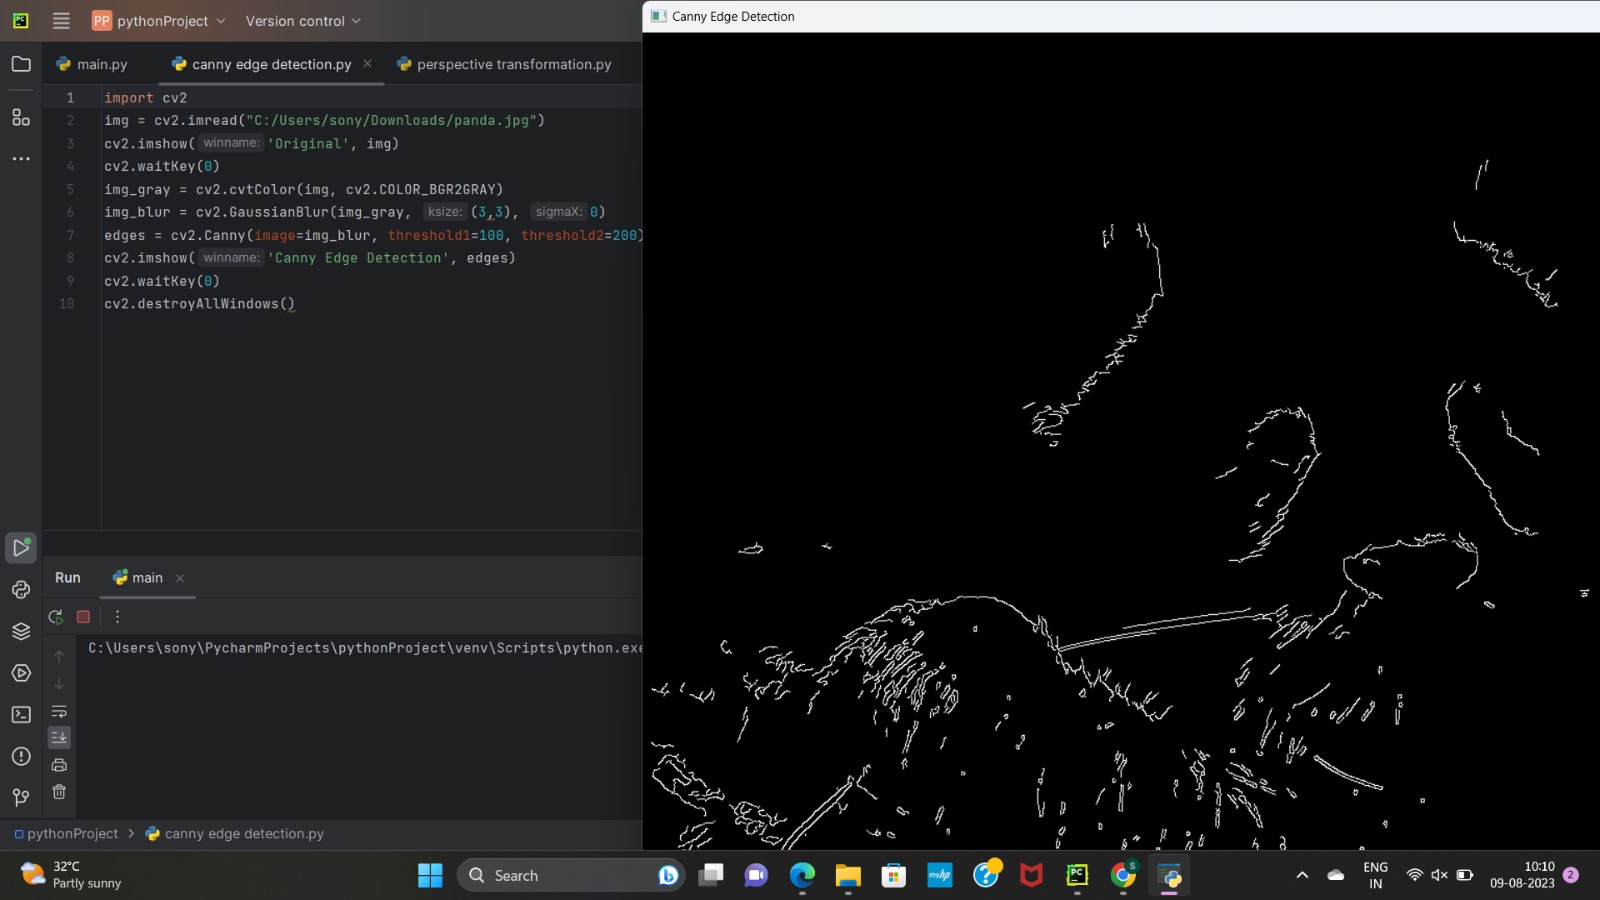 PC
PP pythonProject
Version control
Canny Edge Detection
main.py
canny edge detection.py
perspective transformation.py
1 import cv2
2 img = cv2.imread("C:/Users/sony/Downloads/panda.jpg")
3 cv2.imshow( winname: 'Original', img)
4 cv2.waitKey(0)
5 img_gray = cv2.cvtColor(img, cv2.COLOR_BGR2GRAY)
6 img_blur = cv2.GaussianBlur(img_gray, ksize: (3,3), sigmaX: 0)
7 edges = cv2.Canny(image=img_blur, threshold1=100, threshold2=200)
8 cv2.imshow( winname: 'Canny Edge Detection', edges)
9 cv2.waitKey(0)
10 cv2.destroyAllWindows()
Run
main
C:\Users\sony\PycharmProjects\pythonProject\venv\Scripts\python.exe
pythonProject > canny edge detection.py
32°C
Partly sunny
Search
myhp
PC
S
ENG
IN
10:10
09-08-2023
2